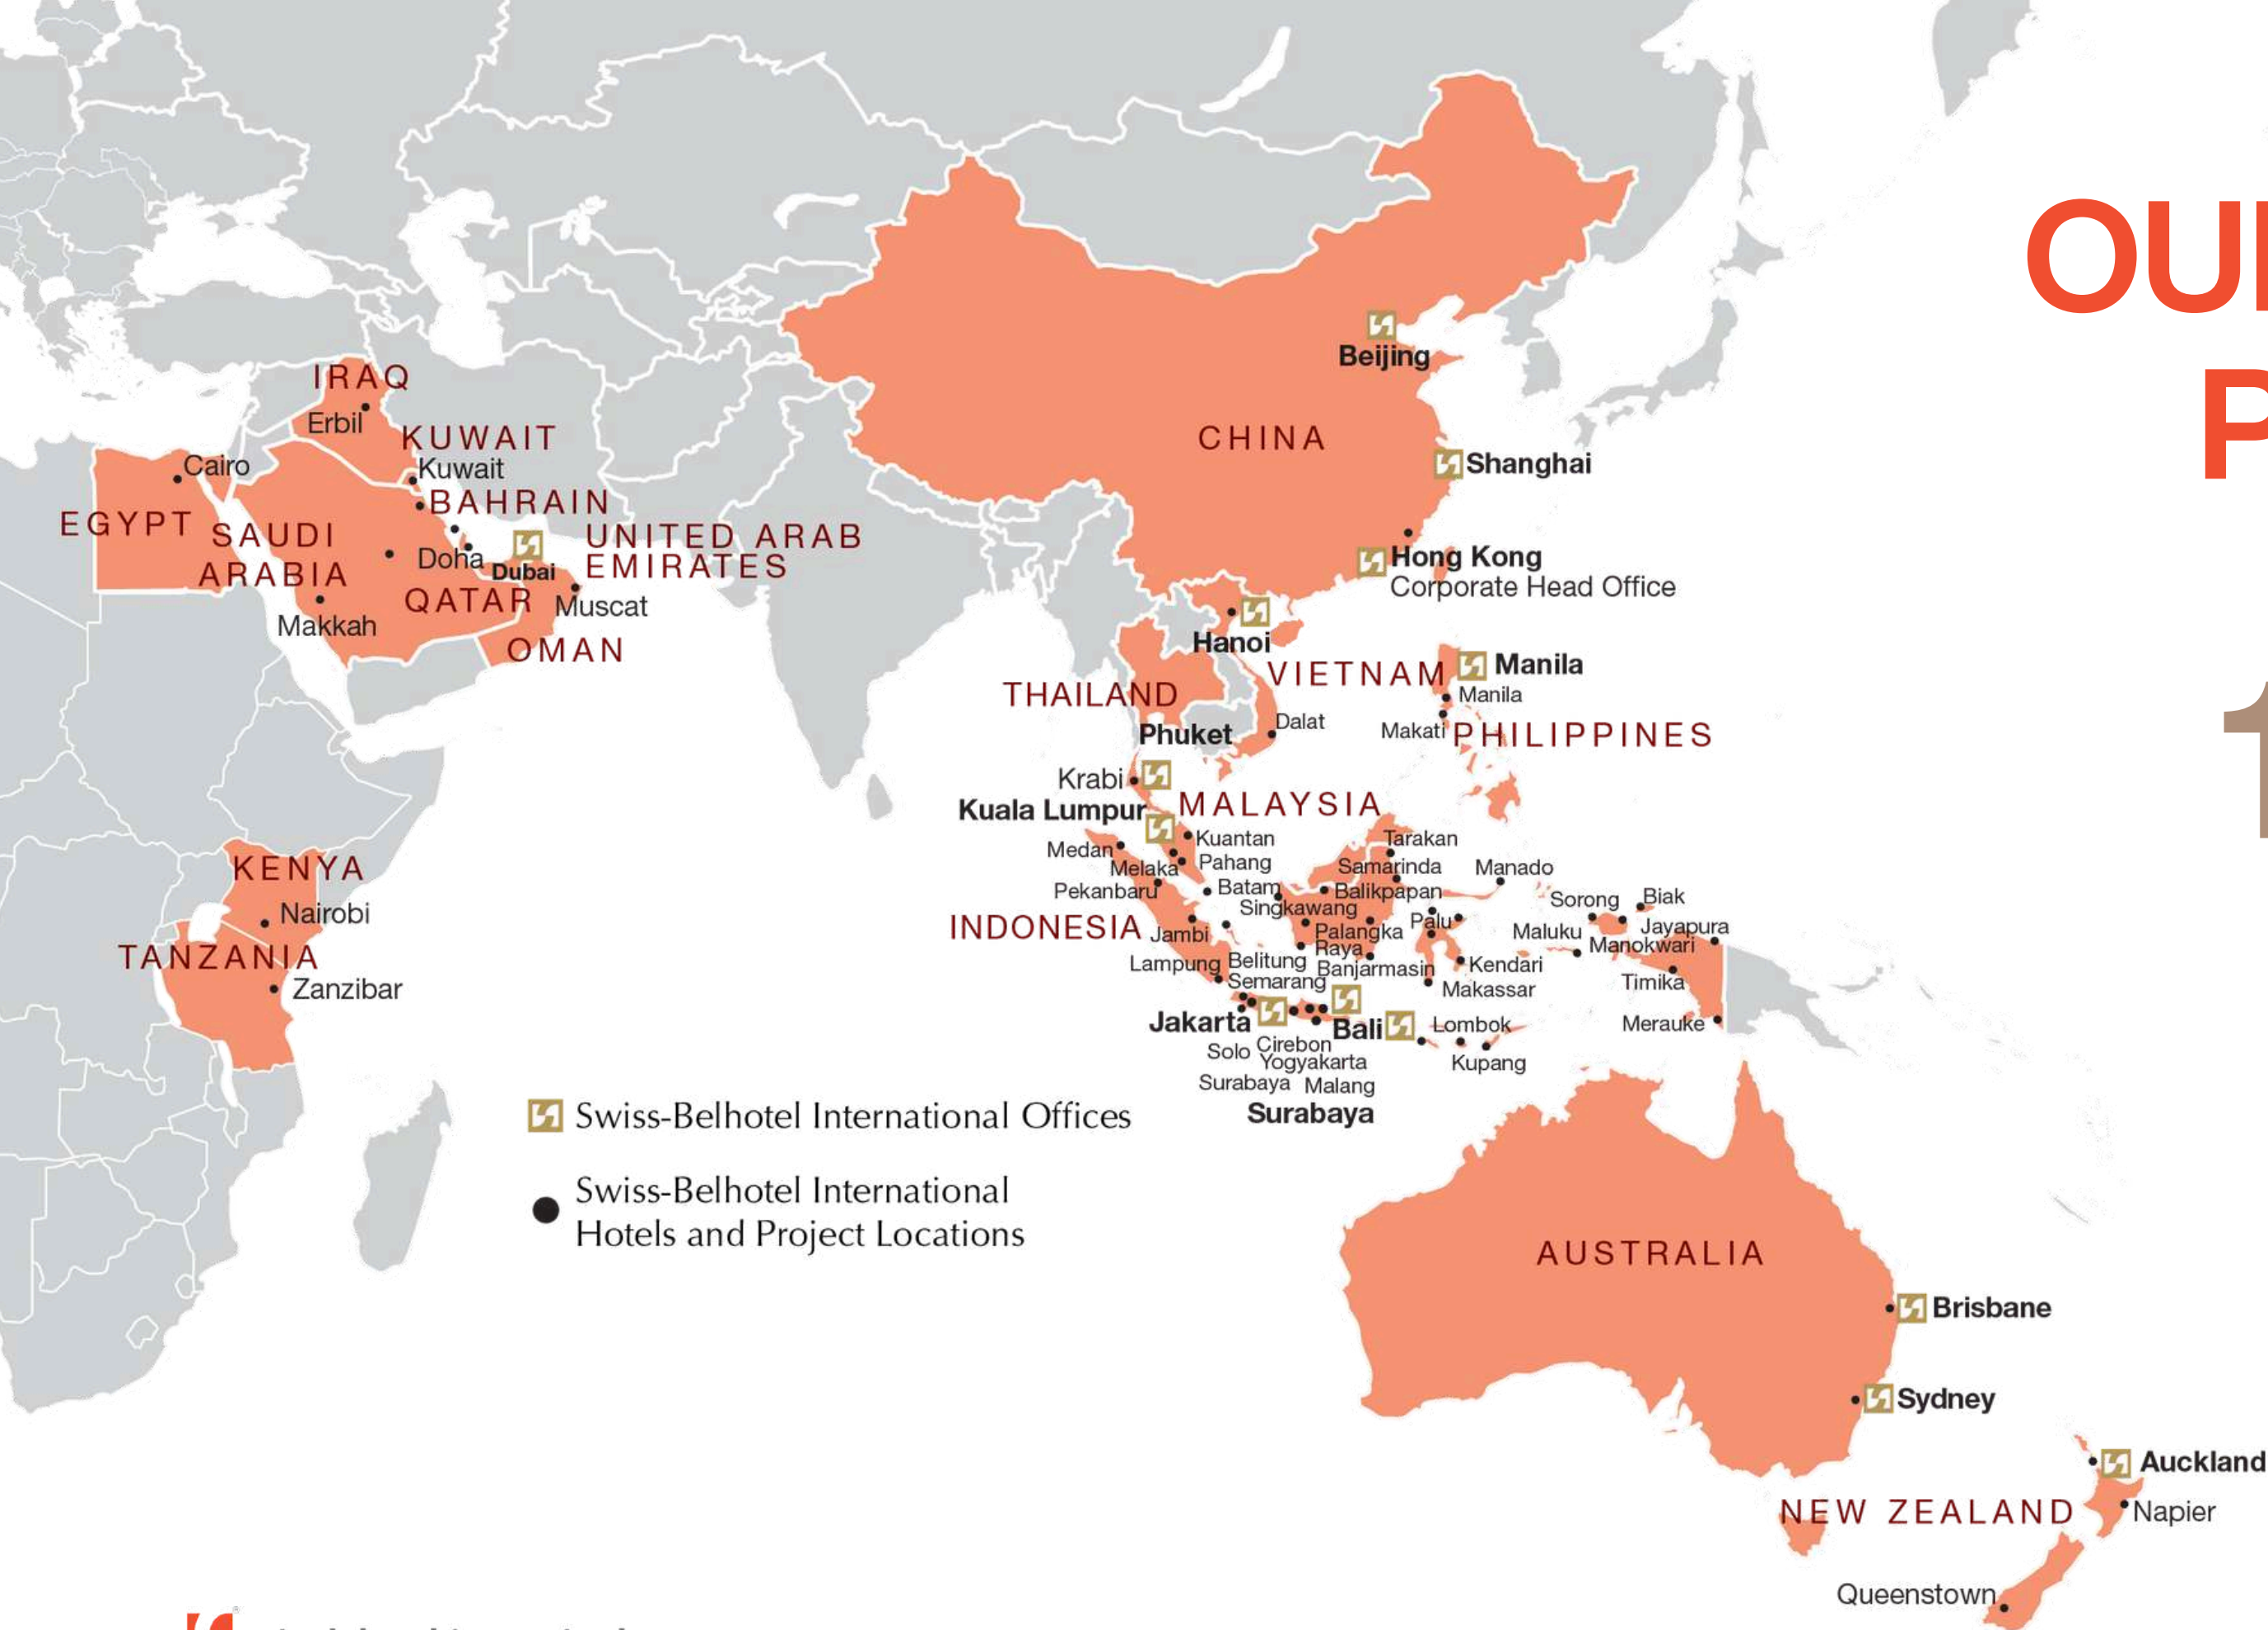 OU
P
IRAQ
Erbil
KUWAIT
Kuwait
Cairo
BAHRAIN
EGYPT
SAUDI
ARABIA
UNITED ARAB
EMIRATES
Doha
Dubai
QATAR
Muscat
Makkah
OMAN
Beijing
CHINA
Shanghai
Hong Kong
Corporate Head Office
Hanoi
VIETNAM
Manila
Manila
THAILAND
Dalat
Makati
PHILIPPINES
Phuket
Krabi
Kuala Lumpur
MALAYSIA
Kuantan
Tarakan
Medan
Melaka
Pahang
Samarinda
Manado
Pekanbaru
Batam
Balikpapan
Singkawang
Sorong
Biak
INDONESIA
Jambi
Palangka
Raya
Palu
Maluku
Jayapura
Manokwari
Lampung
Belitung
Banjarmasin
Kendari
Semarang
Makassar
Timika
Jakarta
Bali
Lombok
Merauke
Solo
Cirebon
Yogyakarta
Kupang
Surabaya
Malang
Surabaya
KENYA
Nairobi
TANZANIA
Zanzibar
Swiss-Belhotel International Offices
Swiss-Belhotel International
Hotels and Project Locations
AUSTRALIA
Brisbane
Sydney
Auckland
NEW ZEALAND
Napier
Queenstown